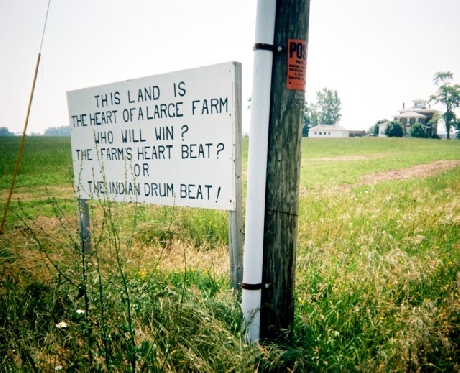 THIS LAND IS
THE HEART OF A LARGE FARM
WHO WILL WIN?
THE FARM'S HEART BEAT?
OR
THE INDIAN DRUM BEAT!
POS